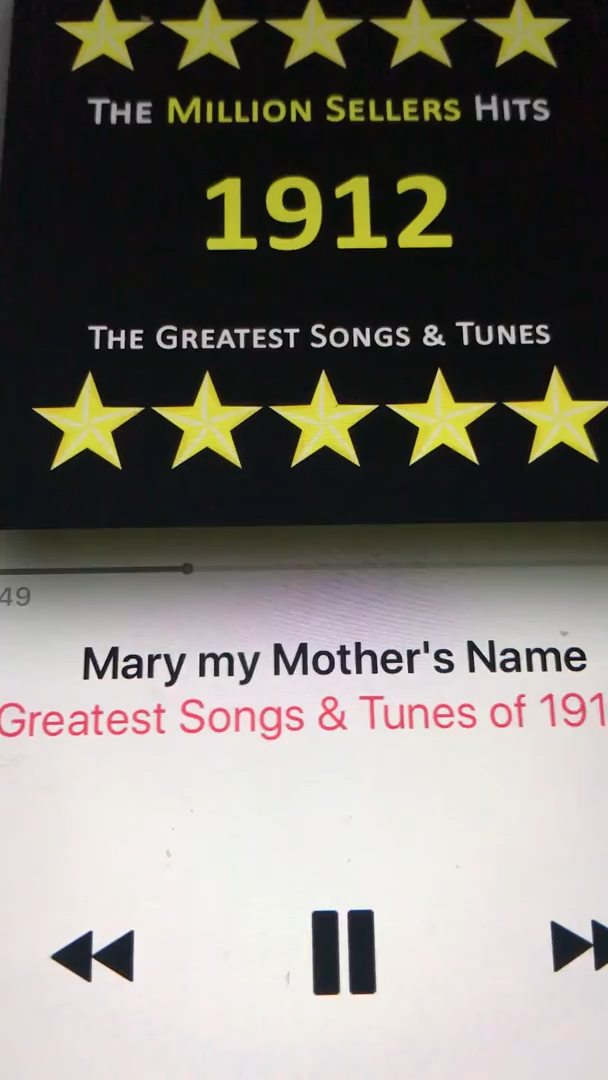 THE MILLION SELLERS HITS
1912
THE GREATEST SONGS & TUNES
49
Mary my Mother's Name
Greatest Songs & Tunes of 191